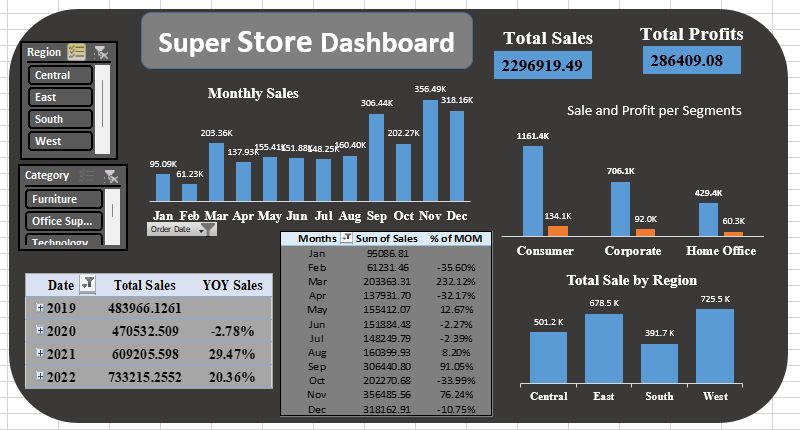 Super Store Dashboard
Total Sales
2296919.49
Total Profits
286409.08
Region
Central
East
South
West
Category
Furniture
Office Sup...
Technology
Monthly Sales
95.09K 61.23K 203.36K 137.93K 155.41K 151.88K 148.25K 160.40K 306.44K 202.27K 356.49K 318.16K
Jan Feb Mar Apr May Jun Jul Aug Sep Oct Nov Dec
Order Date
Sale and Profit per Segments
1161.4K 134.1K 706.1K 92.0K 429.4K 60.3K
Consumer Corporate Home Office
Date Total Sales YOY Sales
2019 483966.1261
2020 470532.509 -2.78%
2021 609205.598 29.47%
2022 733215.2552 20.36%
Months Sum of Sales % of MOM
Jan 95086.81
Feb 61231.46 -35.60%
Mar 203363.31 232.12%
Apr 137931.70 -32.17%
May 155412.07 12.67%
Jun 151884.48 -2.27%
Jul 148249.79 -2.39%
Aug 160399.93 8.20%
Sep 306440.80 91.05%
Oct 202270.68 -33.99%
Nov 356485.56 76.24%
Dec 318162.91 -10.75%
Total Sale by Region
501.2 K 678.5 K 391.7 K 725.5 K
Central East South West